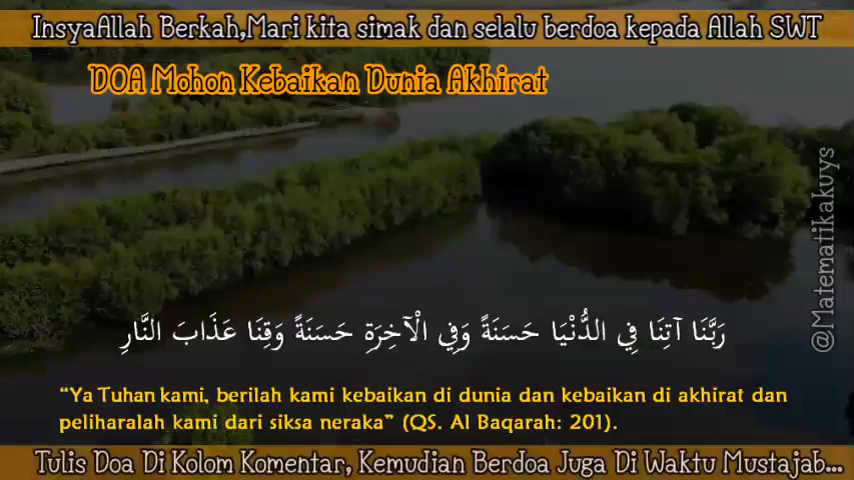 InsyaAllah Berkah,Mari kita simak dan selalu berdoa kepada Allah SWT
DOA Mohon Kebaikan Dunia Akhirat
@Matematikakuys
رَبَّنَا آتِنَا فِي الدُّنْيَا حَسَنَةً وَفِي الْآخِرَةِ حَسَنَةً وَقِنَا عَذَابَ النَّارِ
“Ya Tuhan kami, berilah kami kebaikan di dunia dan kebaikan di akhirat dan
peliharalah kami dari siksa neraka” (QS. Al Baqarah: 201).
Tulis Doa Di Kolom Komentar, Kemudian Berdoa Juga Di Waktu Mustajab...